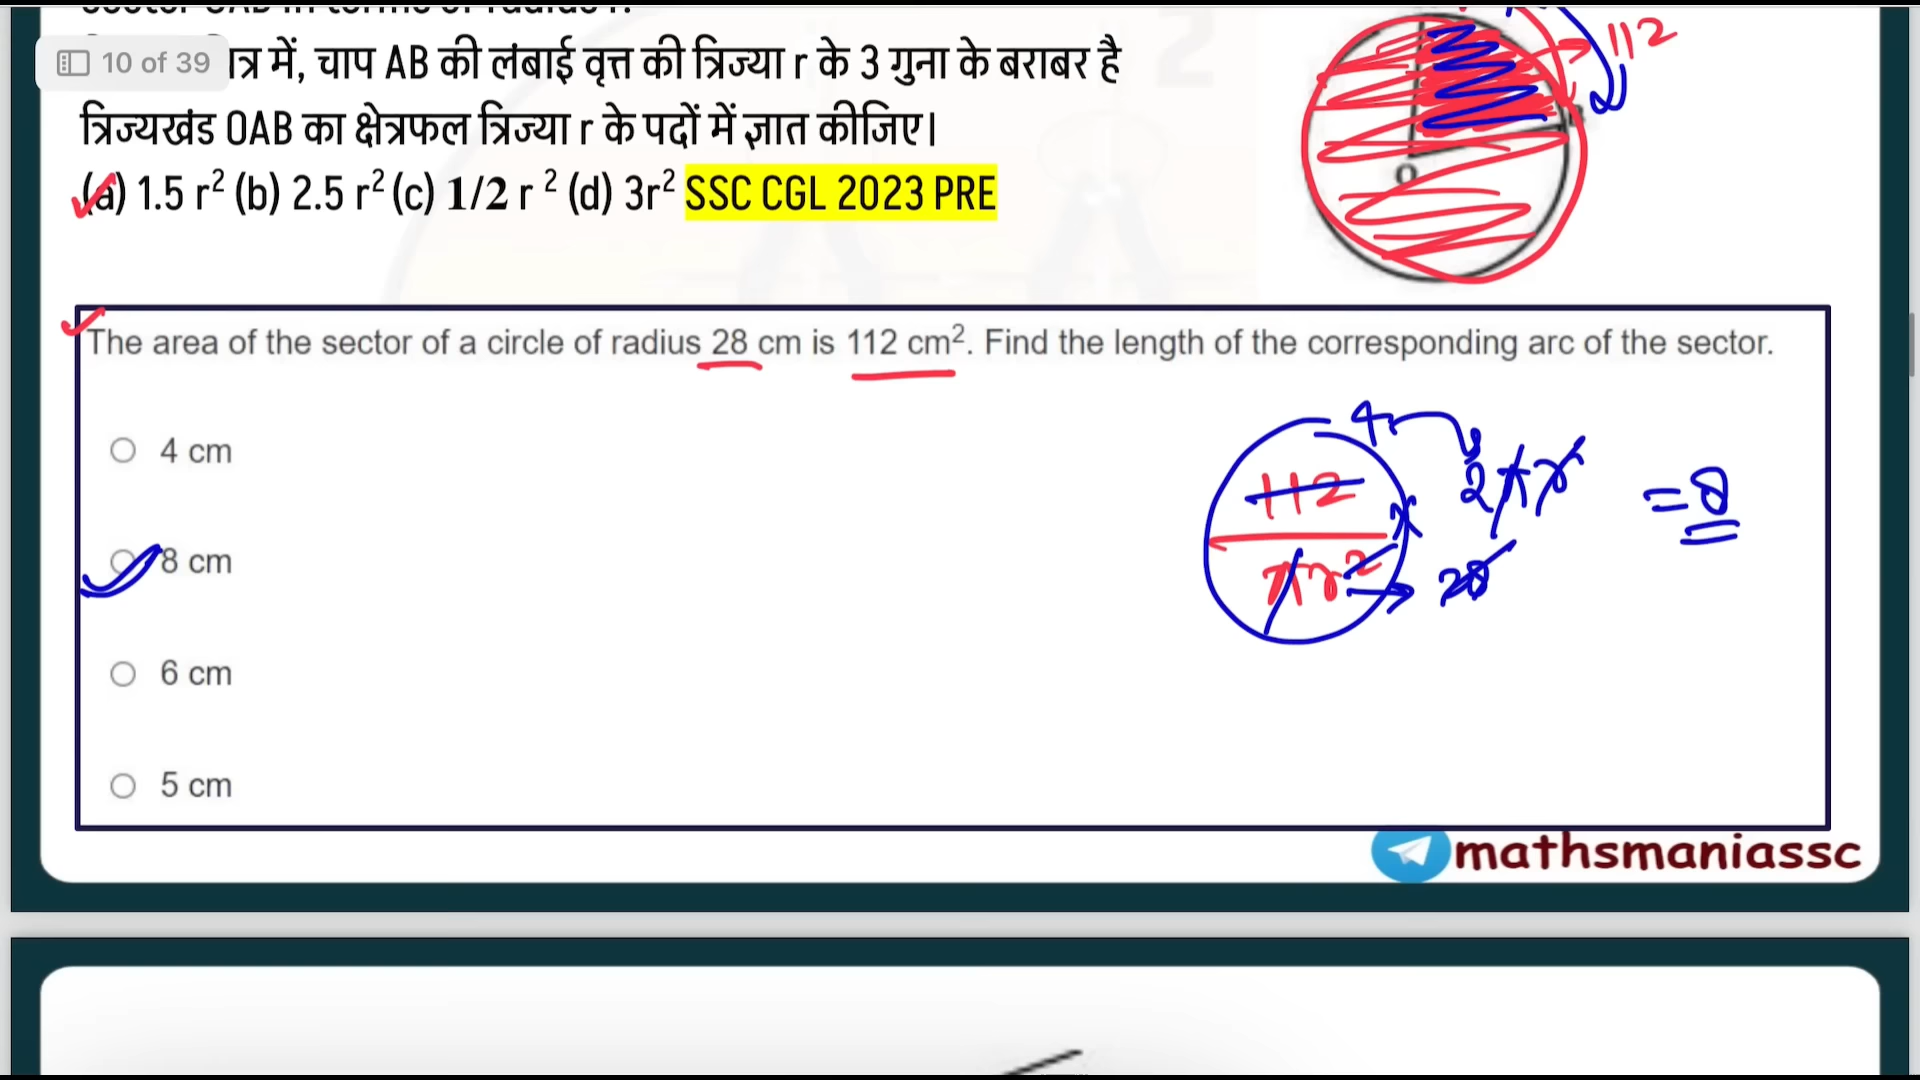 10 of 39
त्र में, चाप AB की लंबाई वृत्त की त्रिज्या r के 3 गुना के बराबर है
त्रिज्यखंड OAB का क्षेत्रफल त्रिज्या r के पदों में ज्ञात कीजिए।
(a) 1.5 r² (b) 2.5 r² (c) 1/2 r ² (d) 3r² SSC CGL 2023 PRE
112
O
The area of the sector of a circle of radius 28 cm is 112 cm². Find the length of the corresponding arc of the sector.
4 cm
8 cm
6 cm
5 cm
4
112 × 2πr = 8
πr² → 28
mathsmaniassc